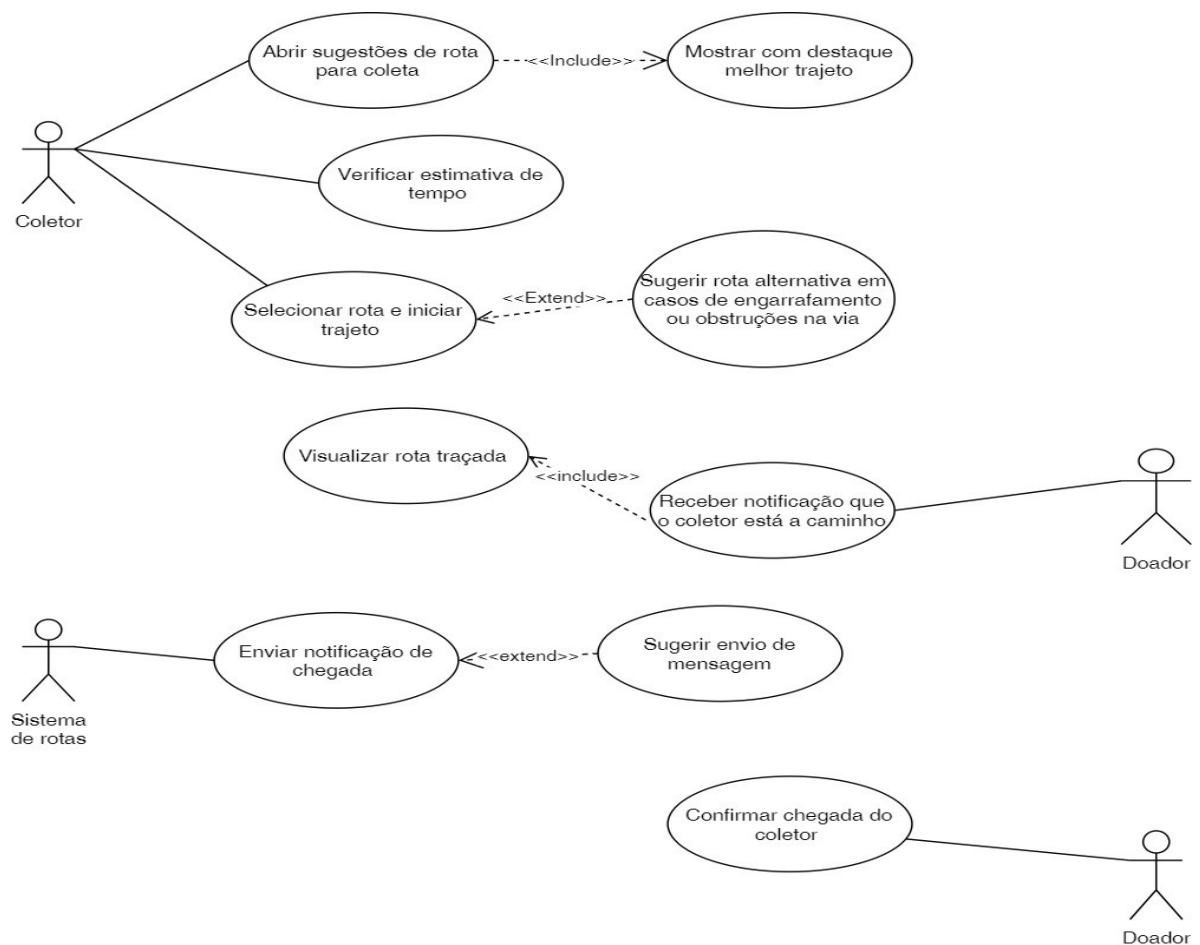 Abrir sugestões de rota
para coleta
<<Include>>
Mostrar com destaque
melhor trajeto
Coletor
Verificar estimativa de
tempo
Selecionar rota e iniciar
trajeto
<<Extend>>
Sugerir rota alternativa em
casos de engarrafamento
ou obstruções na via
Visualizar rota traçada
<<include>>
Receber notificação que
o coletor está a caminho
Doador
Sistema
de rotas
Enviar notificação de
chegada
<<extend>>
Sugerir envio de
mensagem
Confirmar chegada do
coletor
Doador